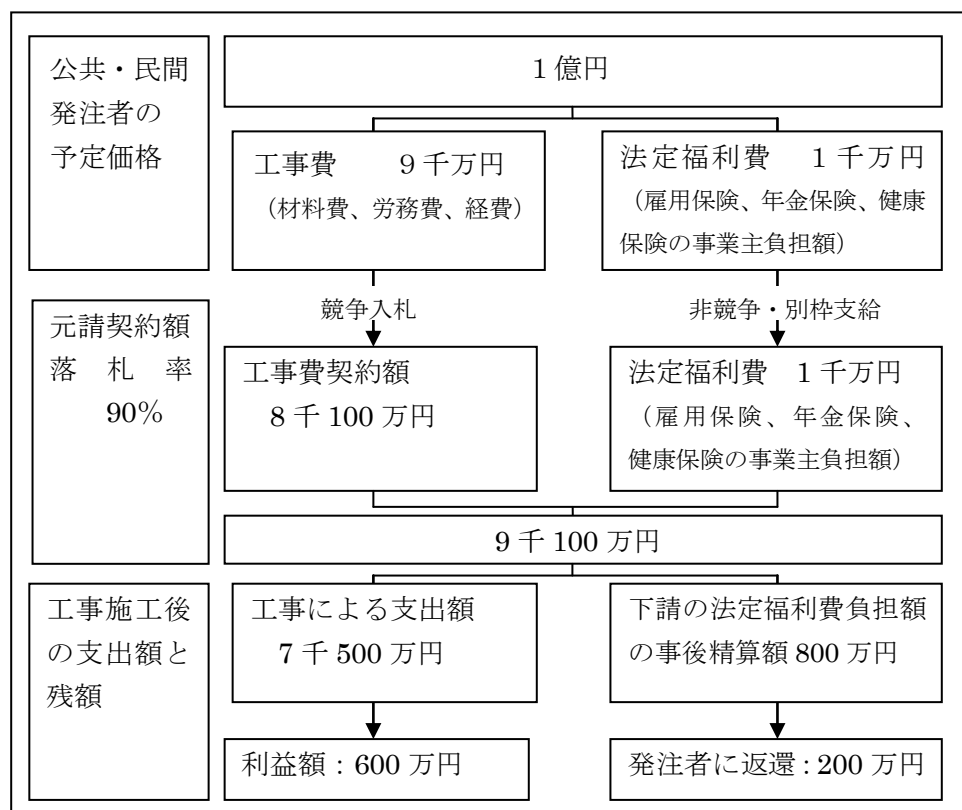 公共・民間
発注者の
予定価格
1億円
工事費　9千万円
（材料費、労務費、経費）
法定福利費　1千万円
（雇用保険、年金保険、健康
保険の事業主負担額）
競争入札
非競争・別枠支給
元請契約額
落札率
90%
工事費契約額
8千100万円
法定福利費　1千万円
（雇用保険、年金保険、
健康保険の事業主負担額）
9千100万円
工事施工後
の支出額と
残額
工事による支出額
7千500万円
下請の法定福利費負担額
の事後精算額800万円
利益額：600万円
発注者に返還：200万円